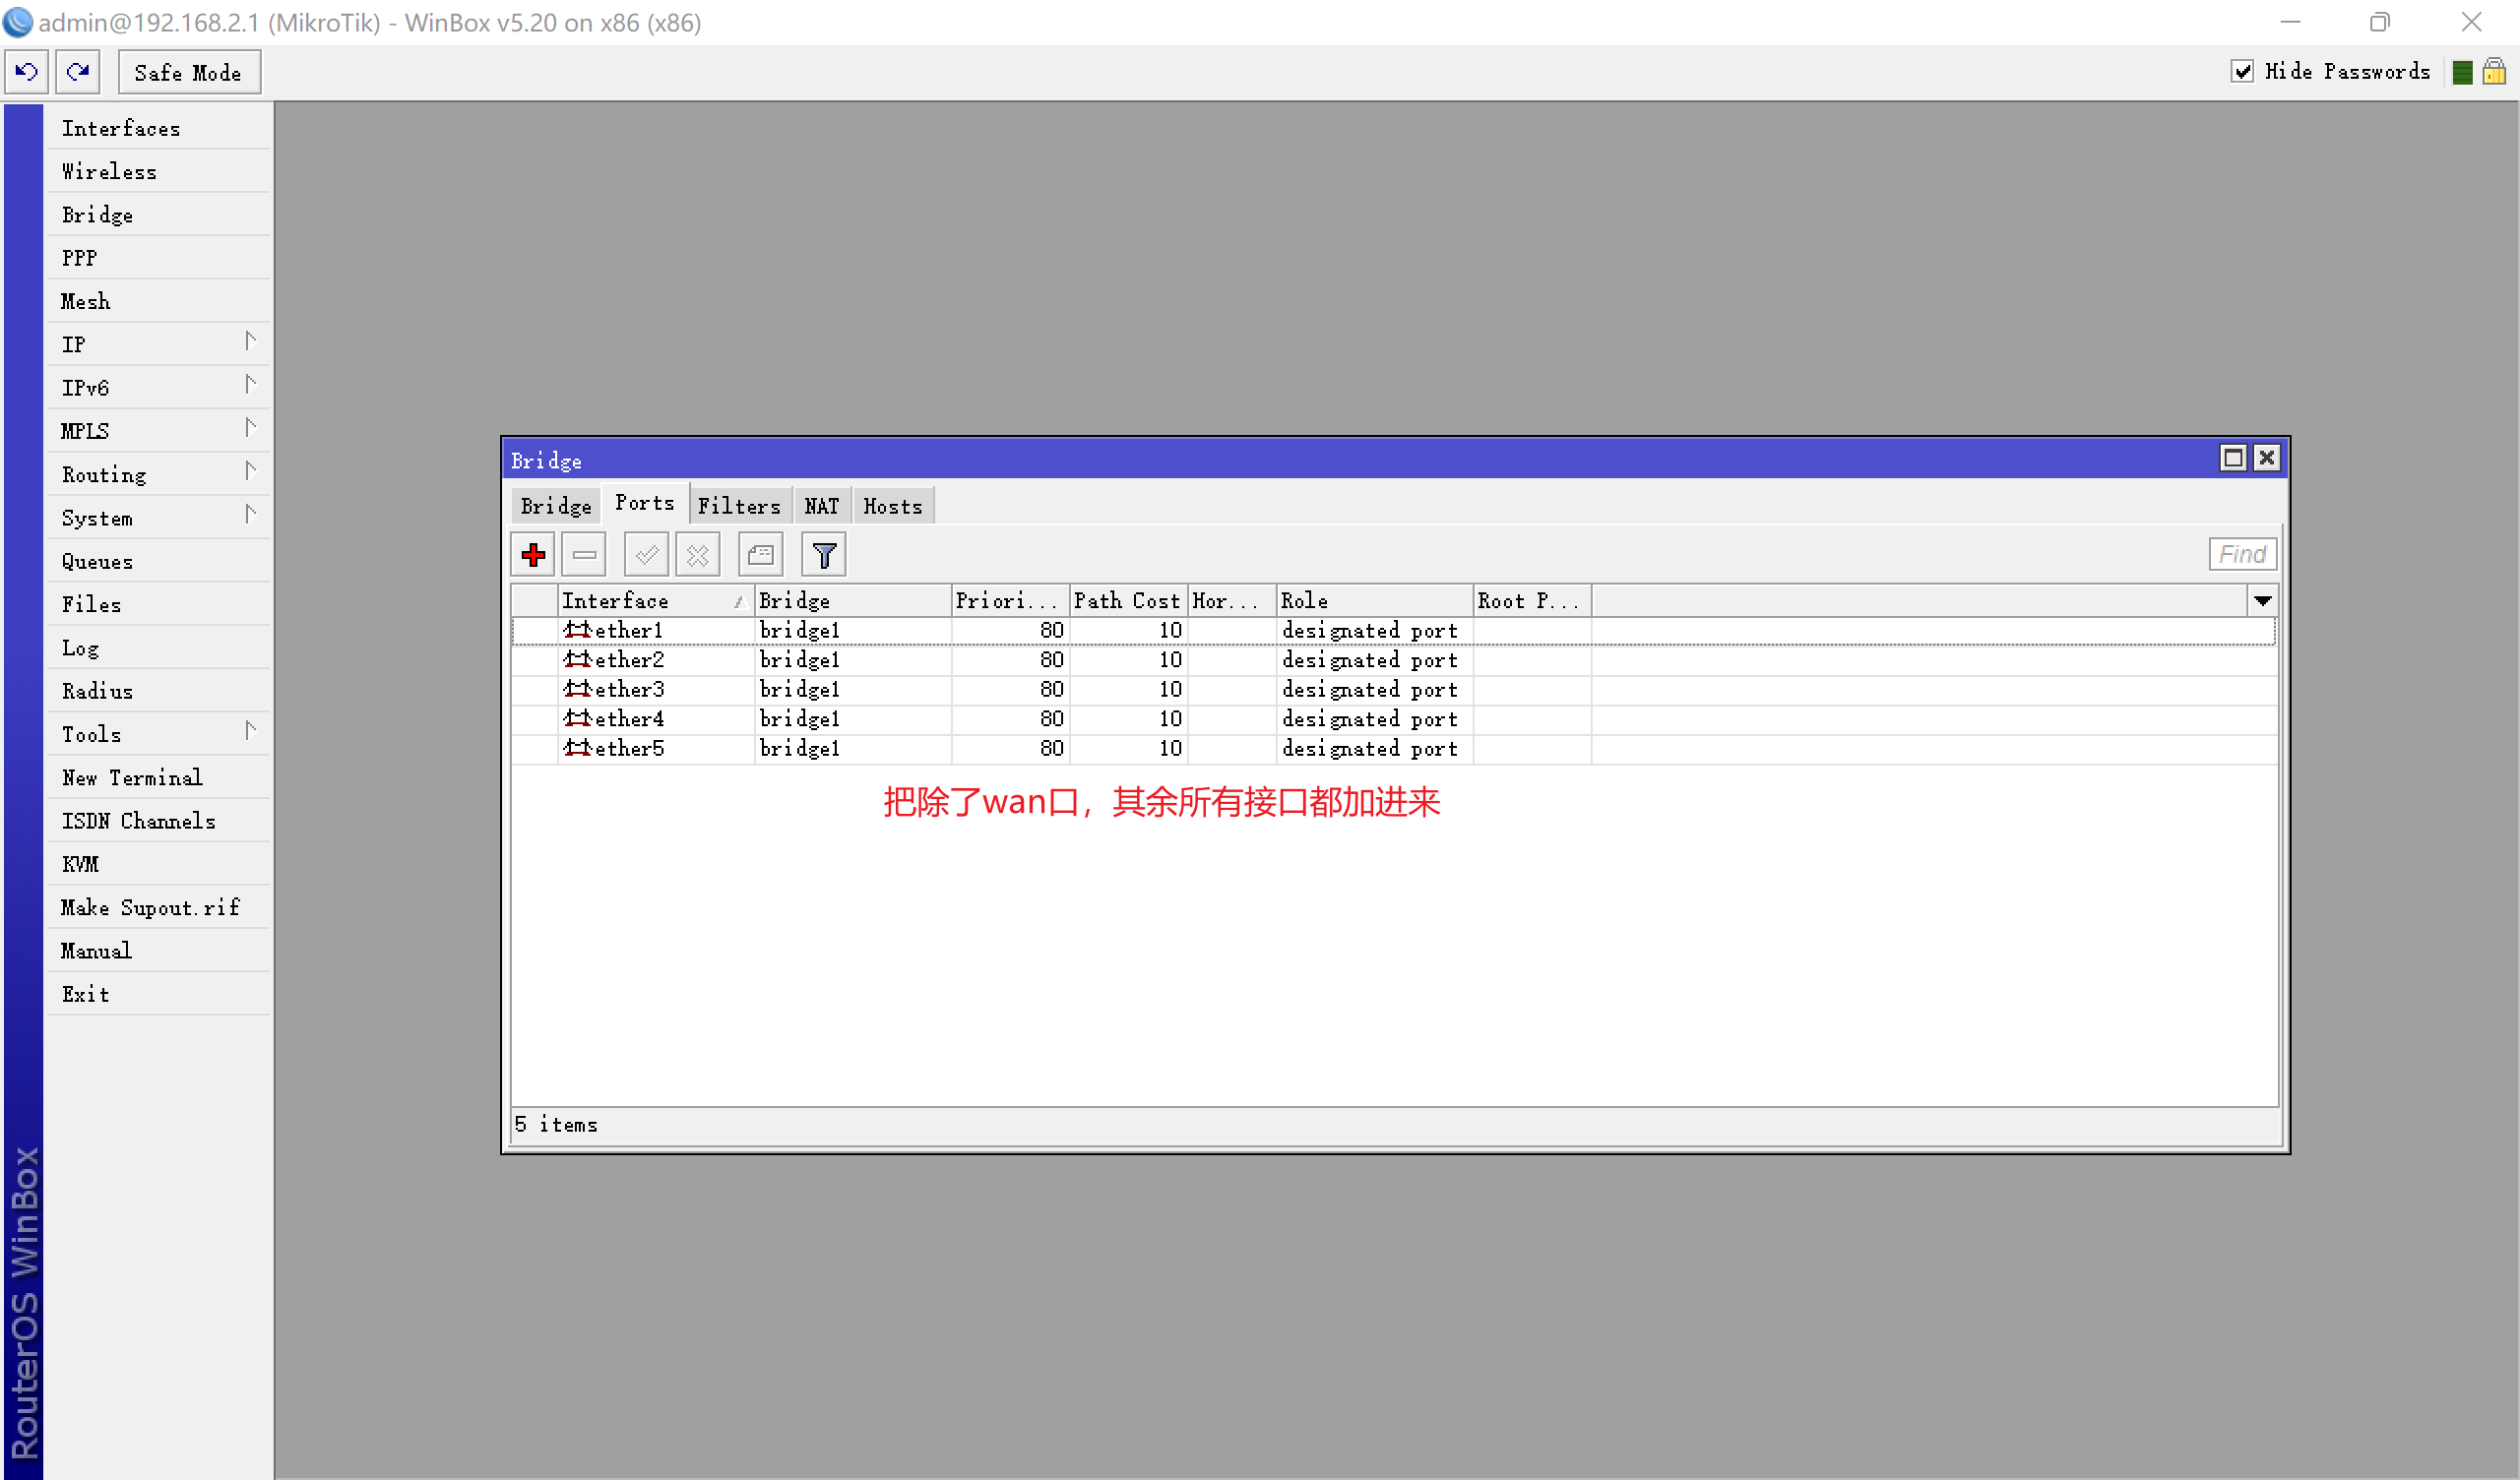 admin@192.168.2.1 (MikroTik) - WinBox v5.20 on x86 (x86)
Safe Mode
Hide Passwords
Interfaces
Wireless
Bridge
PPP
Mesh
IP
IPv6
MPLS
Routing
System
Queues
Files
Log
Radius
Tools
New Terminal
ISDN Channels
KVM
Make Supout.rif
Manual
Exit
RouterOS WinBox
Bridge
Bridge Ports Filters NAT Hosts
Find
Interface Bridge Priori... Path Cost Hor... Role Root P...
ether1 bridge1 80 10 designated port
ether2 bridge1 80 10 designated port
ether3 bridge1 80 10 designated port
ether4 bridge1 80 10 designated port
ether5 bridge1 80 10 designated port
把除了wan口，其余所有接口都加进来
5 items